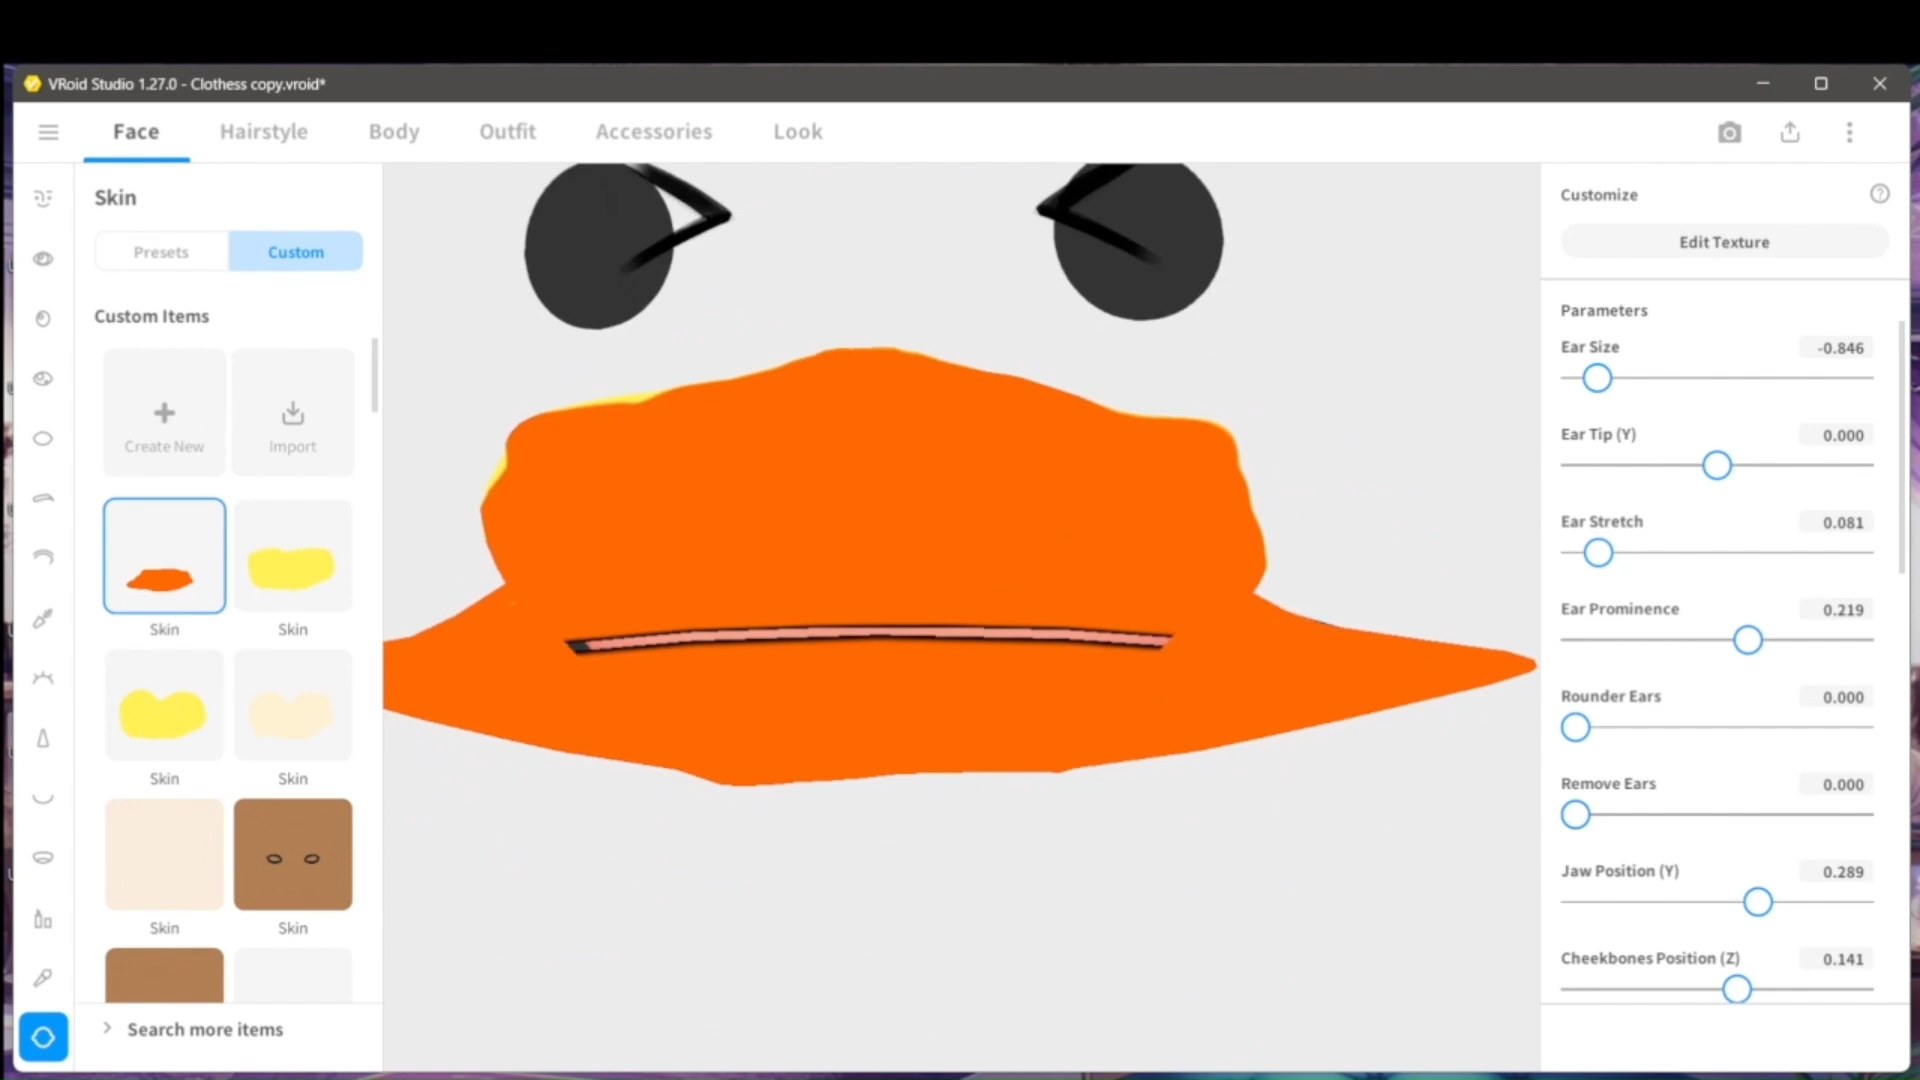 VRoid Studio 1.27.0 - Clothess copy.vroid*
Face Hairstyle Body Outfit Accessories Look
Skin
Presets Custom
Custom Items
Create New Import
Skin Skin
Skin Skin
Skin Skin
Search more items
Customize
Edit Texture
Parameters
Ear Size -0.846
Ear Tip (Y) 0.000
Ear Stretch 0.081
Ear Prominence 0.219
Rounder Ears 0.000
Remove Ears 0.000
Jaw Position (Y) 0.289
Cheekbones Position (Z) 0.141